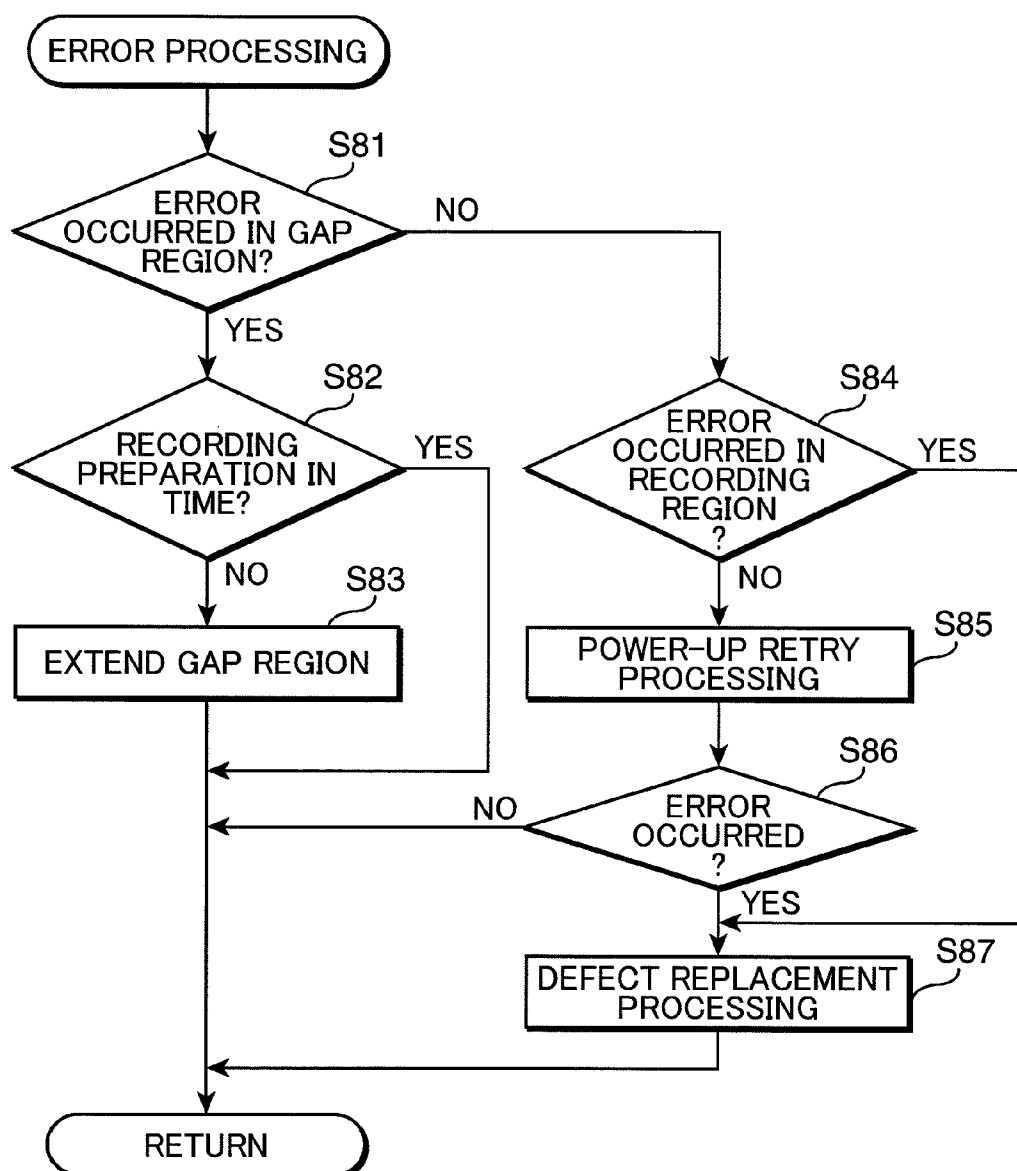 ERROR PROCESSING
S81
ERROR
OCCURRED IN GAP
REGION?
NO
YES
S82
RECORDING
PREPARATION IN
TIME?
YES
NO
S83
EXTEND GAP REGION
S84
ERROR
OCCURRED IN
RECORDING
REGION
?
YES
NO
S85
POWER-UP RETRY
PROCESSING
S86
ERROR
OCCURRED
?
NO
YES
S87
DEFECT REPLACEMENT
PROCESSING
RETURN